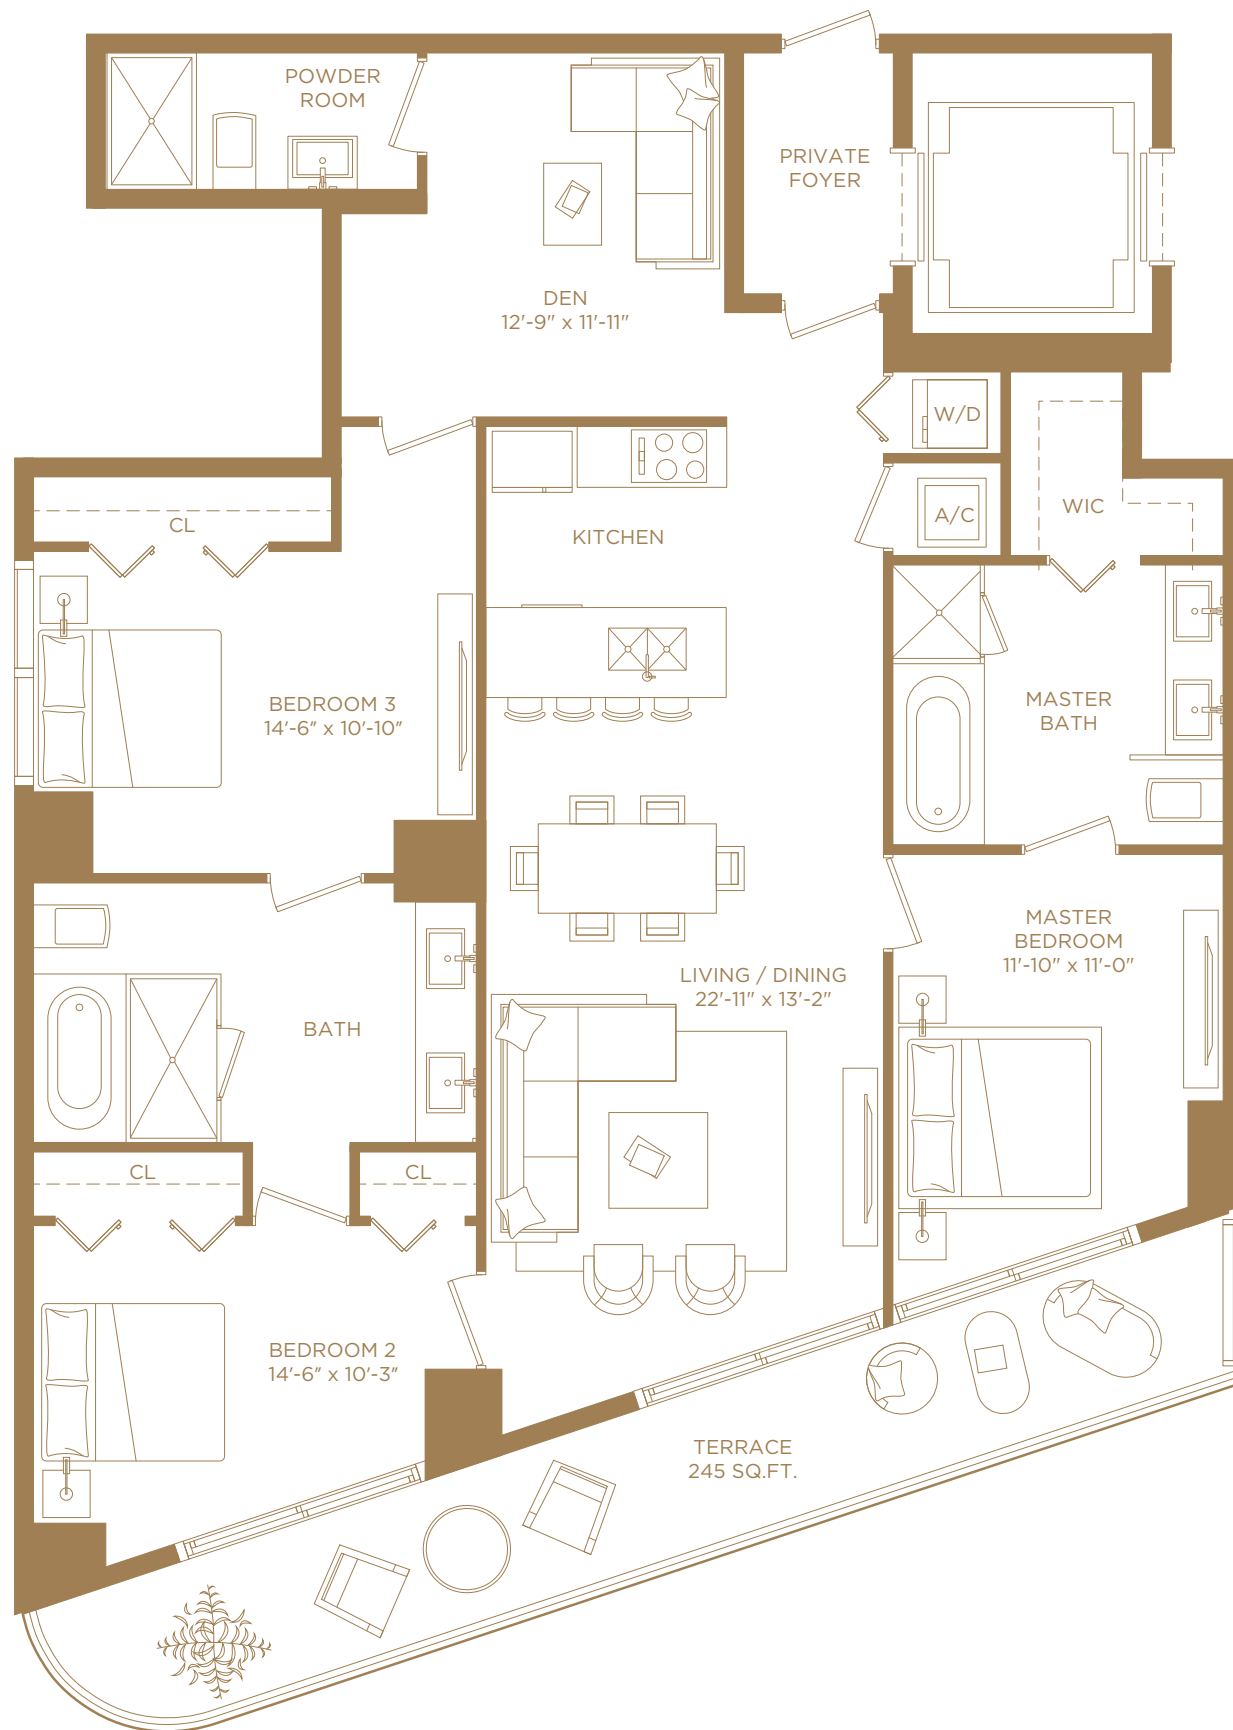 POWDER
ROOM
PRIVATE
FOYER
DEN
12'-9" x 11'-11"
W/D
A/C
WIC
CL
KITCHEN
BEDROOM 3
14'-6" x 10'-10"
MASTER
BATH
MASTER
BEDROOM
11'-10" x 11'-0"
LIVING / DINING
22'-11" x 13'-2"
BATH
CL
CL
BEDROOM 2
14'-6" x 10'-3"
TERRACE
245 SQ.FT.